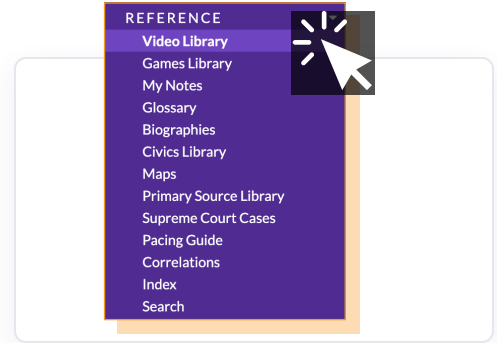 REFERENCE
Video Library
Games Library
My Notes
Glossary
Biographies
Civics Library
Maps
Primary Source Library
Supreme Court Cases
Pacing Guide
Correlations
Index
Search